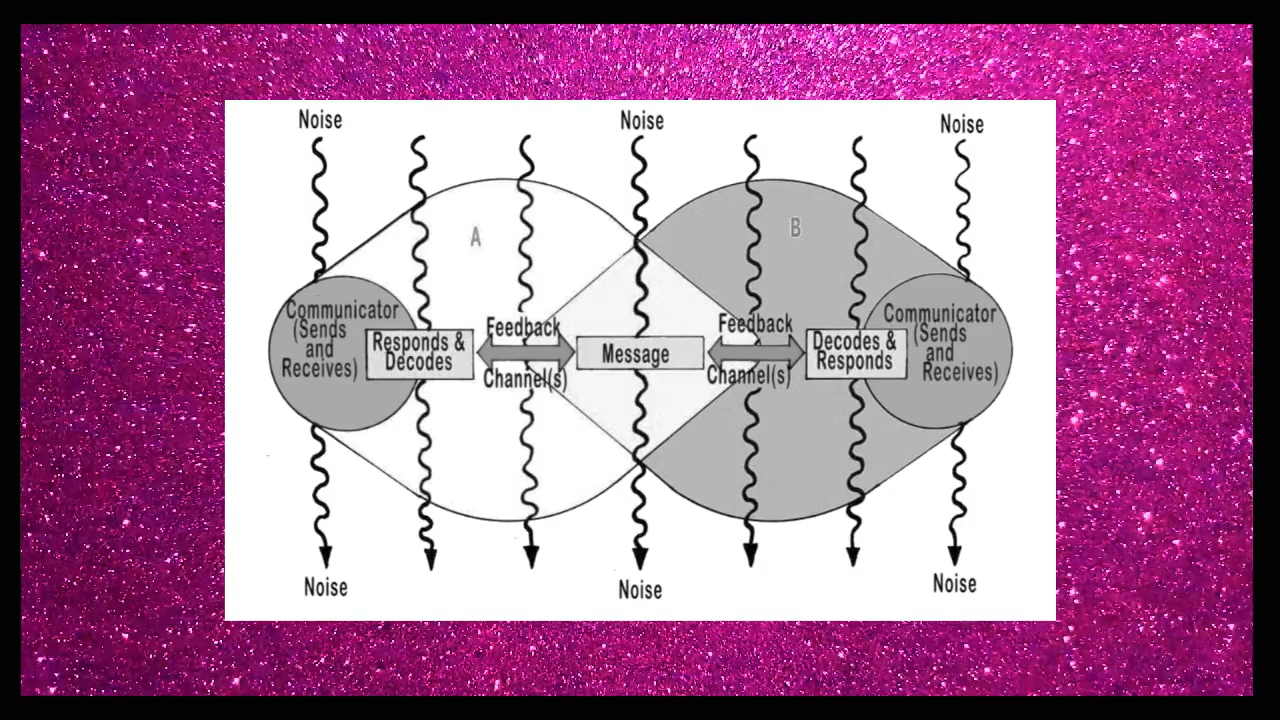 Noise
Noise
Noise
A
B
Communicator
(Sends
and
Receives)
Responds &
Decodes
Feedback
Channel(s)
Message
Feedback
Channel(s)
Decodes &
Responds
Communicator
(Sends
and
Receives)
Noise
Noise
Noise